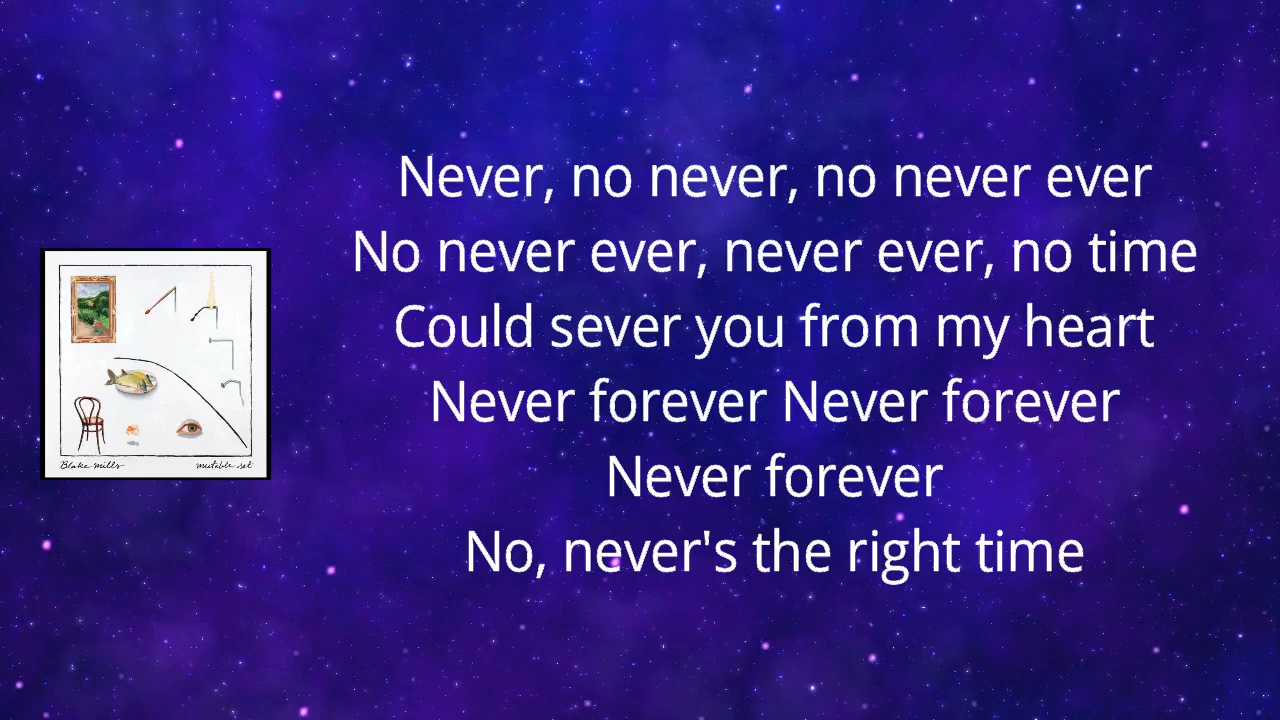 Never, no never, no never ever
No never ever, never ever, no time
Could sever you from my heart
Never forever Never forever
Never forever
No, never's the right time
Blake Mills
mutable set